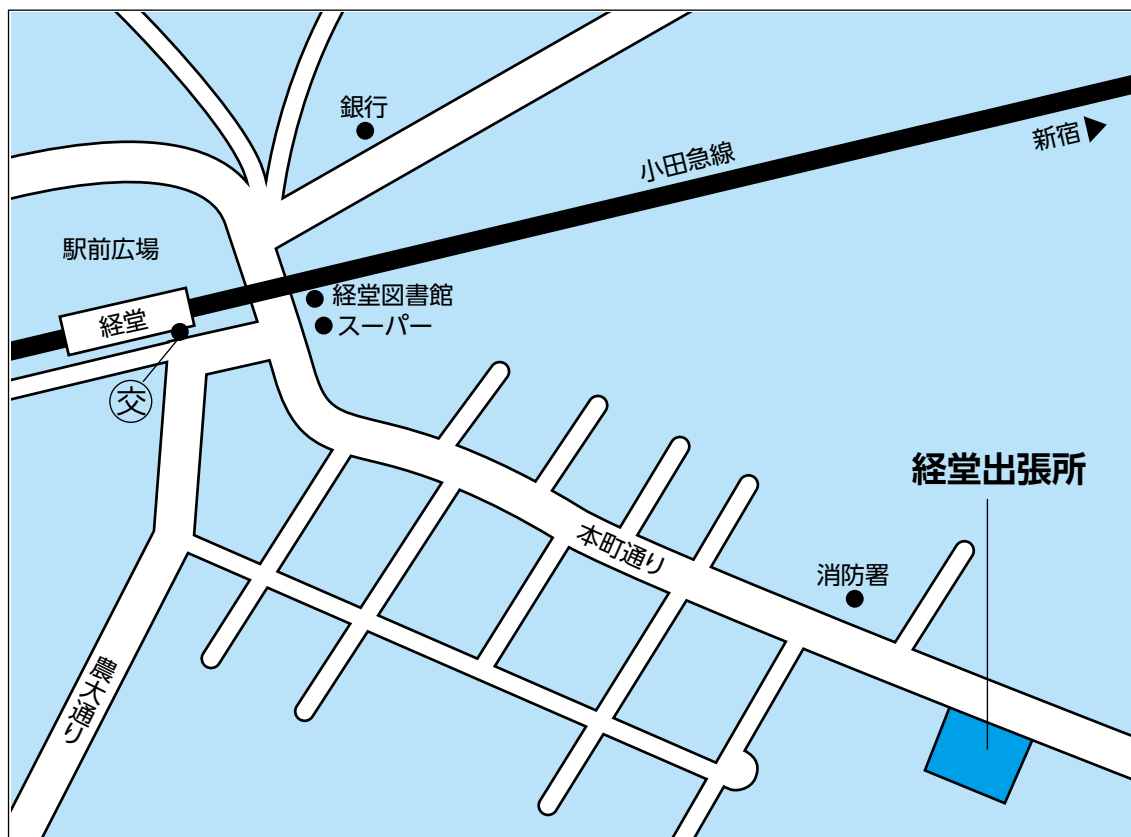 銀行
小田急線
新宿
駅前広場
経堂図書館
経堂
スーパー
交
経堂出張所
本町通り
消防署
農大通り